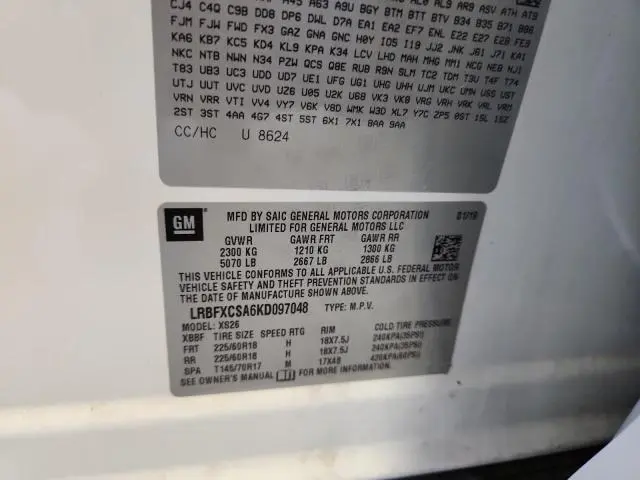 CJ4 C4Q C9B DD8 DP6 DWL D7A EA1 EA2 EF7 ENL E22 E27 E28 FE9
FJM FJW FWD FX3 GAZ GNA GNC H0Y IO5 I19 JJ2 JNK J61 J71 KA1
KA6 KB7 KC5 KD4 KL9 KPA K34 LCV LHD MAH MHG MM1 NCG NE8 NJ1
NKC NTB NWN N34 PZW QCS Q8E RUB R9N SLM TC2 TDM T3U T4F T74
T83 UB3 UC3 UDD UD7 UE1 UFG UG1 UHG UHH UJM UKC UMN USS UST
UTJ UUT UVC UVD UZ6 U05 U2K U68 VK3 VK8 VRG VRH VRK VRL VRM
VRN VRR VTI VV4 VY7 V6K V8D WMK W3D XL7 Y7C 2P5 0ST 1SL 1SZ
2ST 3ST 4AA 4G7 4ST 5ST 6X1 7X1 8AA 9AA
CC/HC U 8624
GM
MFD BY SAIC GENERAL MOTORS CORPORATION 01/19
LIMITED FOR GENERAL MOTORS LLC
GVWR GAWR FRT GAWR RR
2300 KG 1210 KG 1300 KG
5070 LB 2667 LB 2866 LB
THIS VEHICLE CONFORMS TO ALL APPLICABLE U.S. FEDERAL MOTOR
VEHICLE SAFETY AND THEFT PREVENTION STANDARDS IN EFFECT ON
THE DATE OF MANUFACTURE SHOWN ABOVE.
LRBFXCSA6KD097048 TYPE: M.P.V.
MODEL: XS26
XBBF TIRE SIZE SPEED RTG RIM COLD TIRE PRESSURE
FRT 225/60R18 H 18X7.5J 240KPA(35PSI)
RR 225/60R18 H 18X7.5J 240KPA(35PSI)
SPA T145/70R17 M 17X4B 420KPA(60PSI)
SEE OWNER'S MANUAL FOR ADDITIONAL INFORMATION.